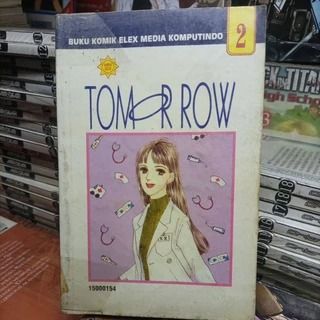 BUKU KOMIK ELEX MEDIA KOMPUTINDO
2
TOMORROW
15000154